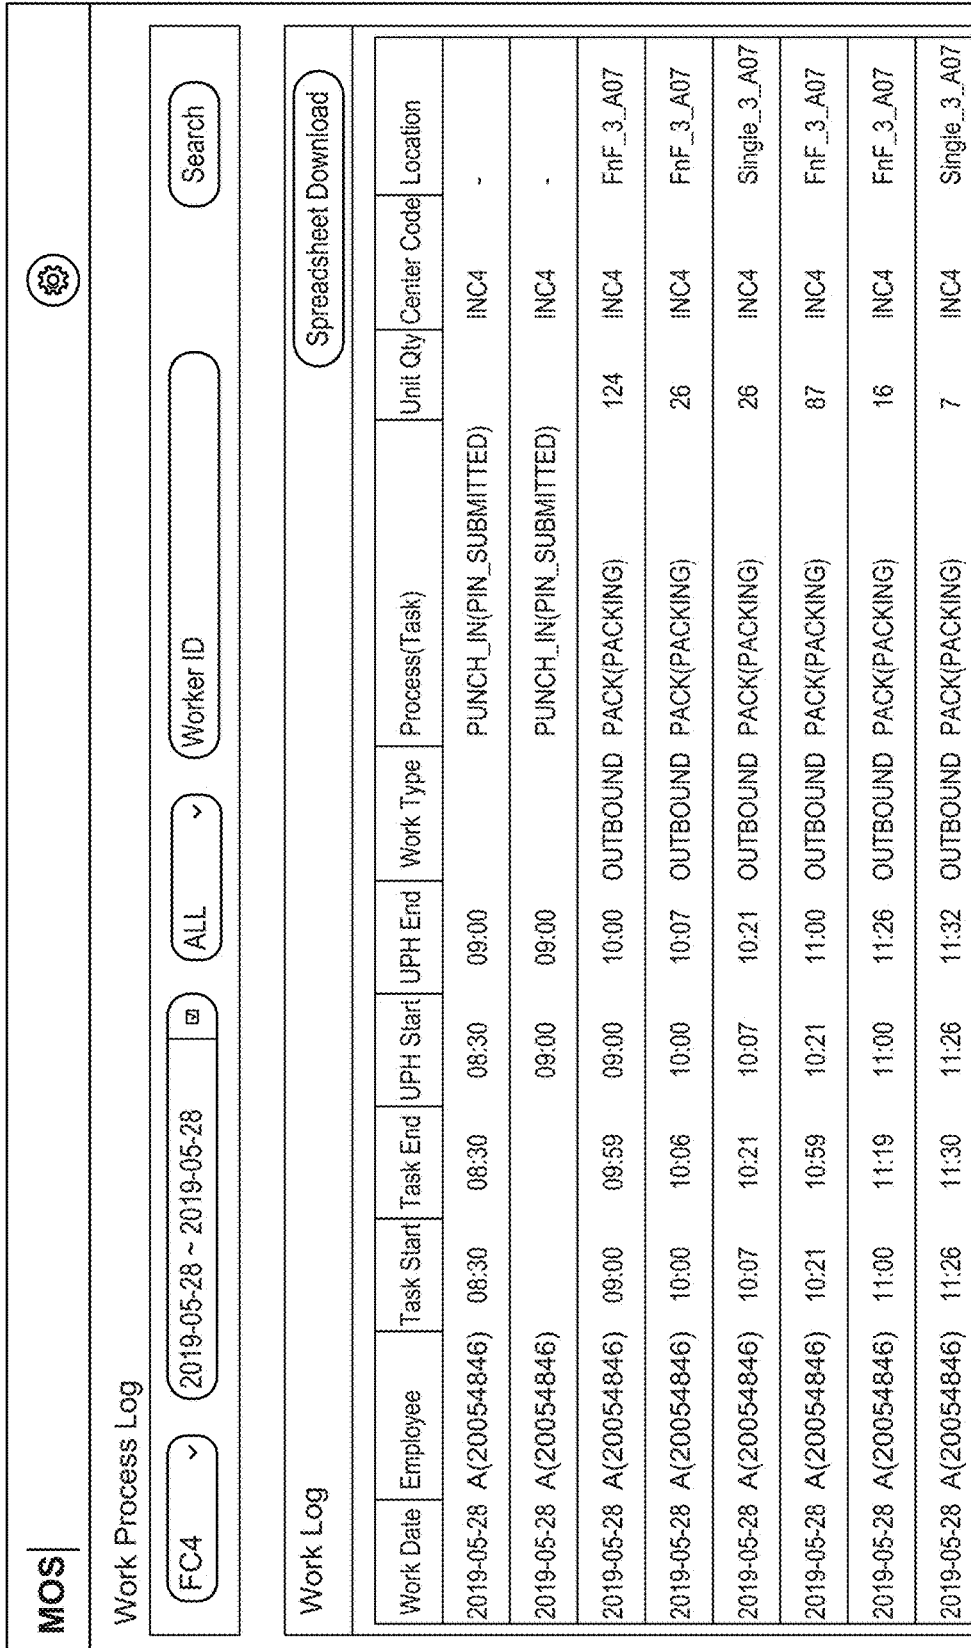 MOS
Work Process Log
FC4 2019-05-28 ~ 2019-05-28 ALL Worker ID Search
Work Log
Spreadsheet Download
Work Date Employee Task Start Task End UPH Start UPH End Work Type Process(Task) Unit Qty Center Code Location
2019-05-28 A(20054846) 08:30 08:30 08:30 09:00 PUNCH_IN(PIN_SUBMITTED) INC4 -
2019-05-28 A(20054846) 09:00 09:00 PUNCH_IN(PIN_SUBMITTED) INC4 -
2019-05-28 A(20054846) 09:00 09:59 09:00 10:00 OUTBOUND PACK(PACKING) 124 INC4 FnF_3_A07
2019-05-28 A(20054846) 10:00 10:06 10:00 10:07 OUTBOUND PACK(PACKING) 26 INC4 FnF_3_A07
2019-05-28 A(20054846) 10:07 10:21 10:07 10:21 OUTBOUND PACK(PACKING) 26 INC4 Single_3_A07
2019-05-28 A(20054846) 10:21 10:59 10:21 11:00 OUTBOUND PACK(PACKING) 87 INC4 FnF_3_A07
2019-05-28 A(20054846) 11:00 11:19 11:00 11:26 OUTBOUND PACK(PACKING) 16 INC4 FnF_3_A07
2019-05-28 A(20054846) 11:26 11:30 11:26 11:32 OUTBOUND PACK(PACKING) 7 INC4 Single_3_A07